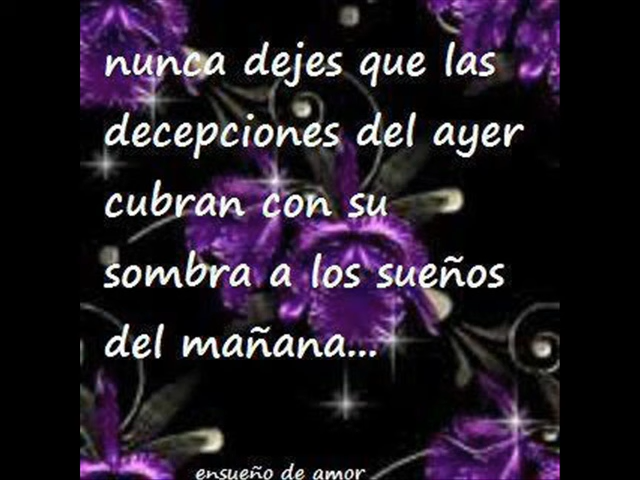 nunca dejes que las
decepciones del ayer
cubran con su
sombra a los sueños
del mañana...
ensueño de amor